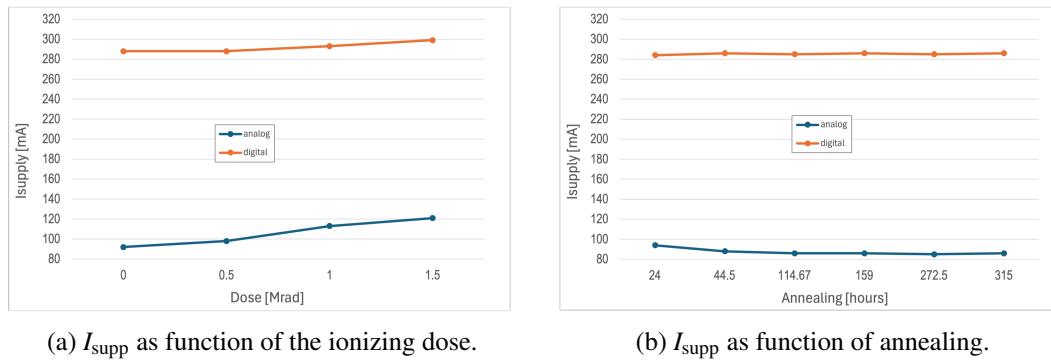 320
300
280
260
240
220
200
180
160
140
120
100
80
Isupply [mA]
analog
digital
0 0.5 1 1.5
Dose [Mrad]
(a) Isupp as function of the ionizing dose.
320
300
280
260
240
220
200
180
160
140
120
100
80
Isupply [mA]
analog
digital
24 44.5 114.67 159 272.5 315
Annealing [hours]
(b) Isupp as function of annealing.